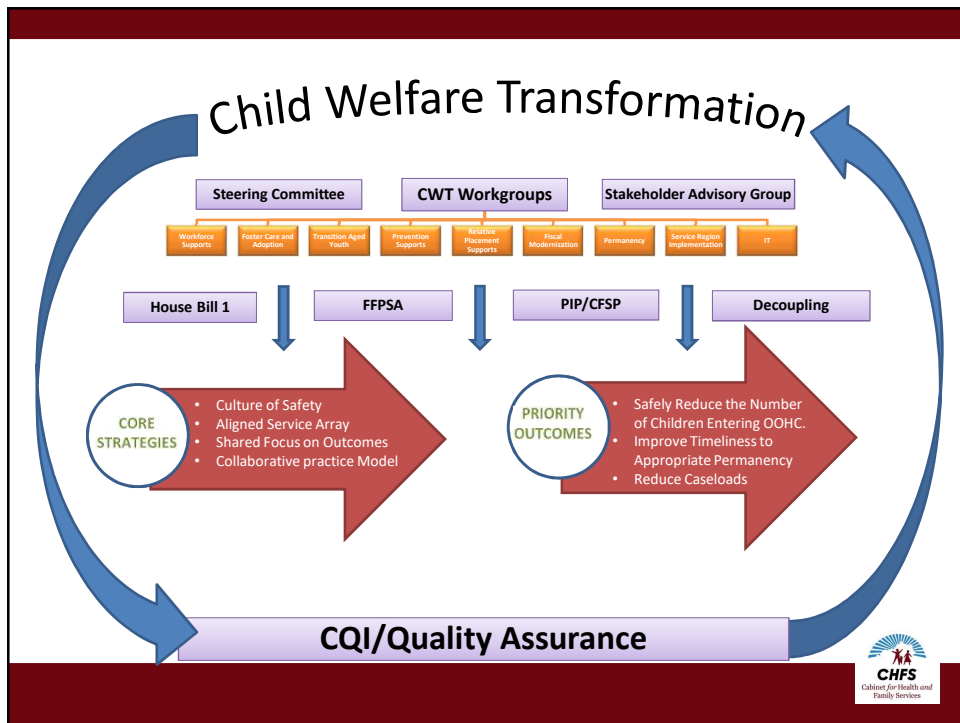 Child Welfare Transformation
Steering Committee
CWT Workgroups
Stakeholder Advisory Group
Workforce
Supports
Foster Care and
Adoption
Transition Aged
Youth
Prevention
Supports
Relative
Placement
Supports
Fiscal
Modernization
Permanency
Service Region
Implementation
IT
House Bill 1
FFPSA
PIP/CFSP
Decoupling
CORE
STRATEGIES
• Culture of Safety
• Aligned Service Array
• Shared Focus on Outcomes
• Collaborative practice Model
PRIORITY
OUTCOMES
• Safely Reduce the Number
of Children Entering OOHC.
• Improve Timeliness to
Appropriate Permanency
• Reduce Caseloads
CQI/Quality Assurance
CHFS
Cabinet for Health and
Family Services